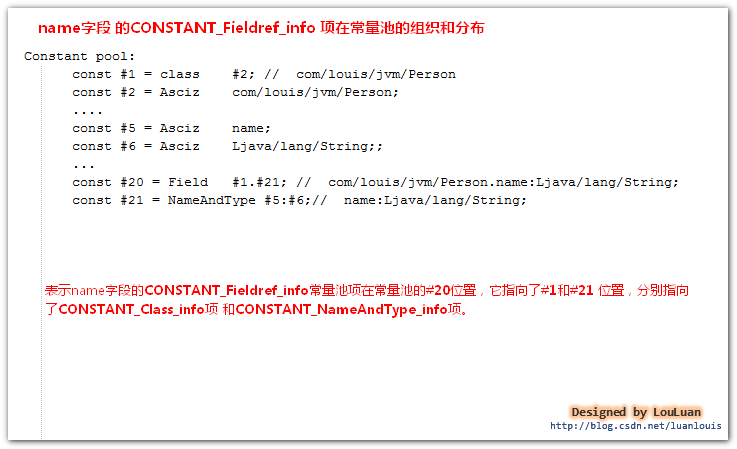 name字段 的CONSTANT_Fieldref_info 项在常量池的组织和分布
Constant pool:
const #1 = class #2; // com/louis/jvm/Person
const #2 = Asciz com/louis/jvm/Person;
....
const #5 = Asciz name;
const #6 = Asciz Ljava/lang/String;;
...
const #20 = Field #1.#21; // com/louis/jvm/Person.name:Ljava/lang/String;
const #21 = NameAndType #5:#6;// name:Ljava/lang/String;
表示name字段的CONSTANT_Fieldref_info常量池项在常量池的#20位置，它指向了#1和#21 位置，分别指向
了CONSTANT_Class_info项 和CONSTANT_NameAndType_info项。
Designed by LouLuan
http://blog.csdn.net/luanlouis